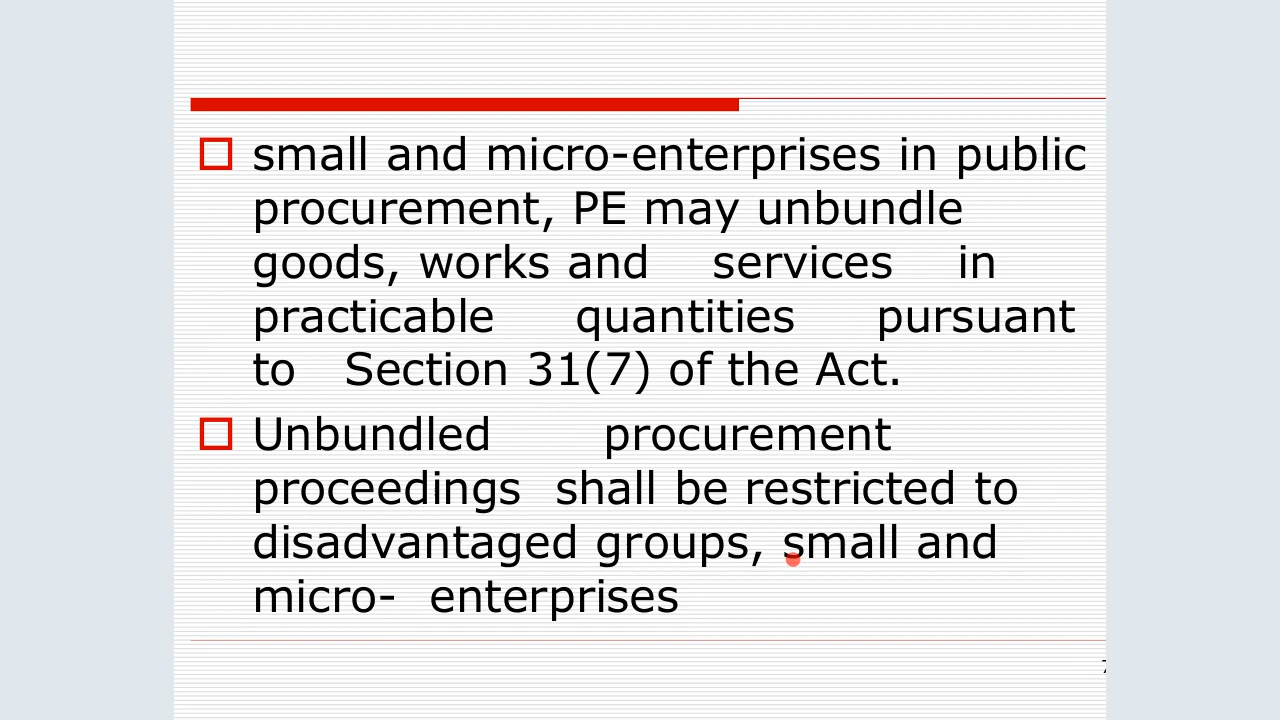 small and micro-enterprises in public
procurement, PE may unbundle
goods, works and services in
practicable quantities pursuant
to Section 31(7) of the Act.
Unbundled procurement
proceedings shall be restricted to
disadvantaged groups, small and
micro- enterprises